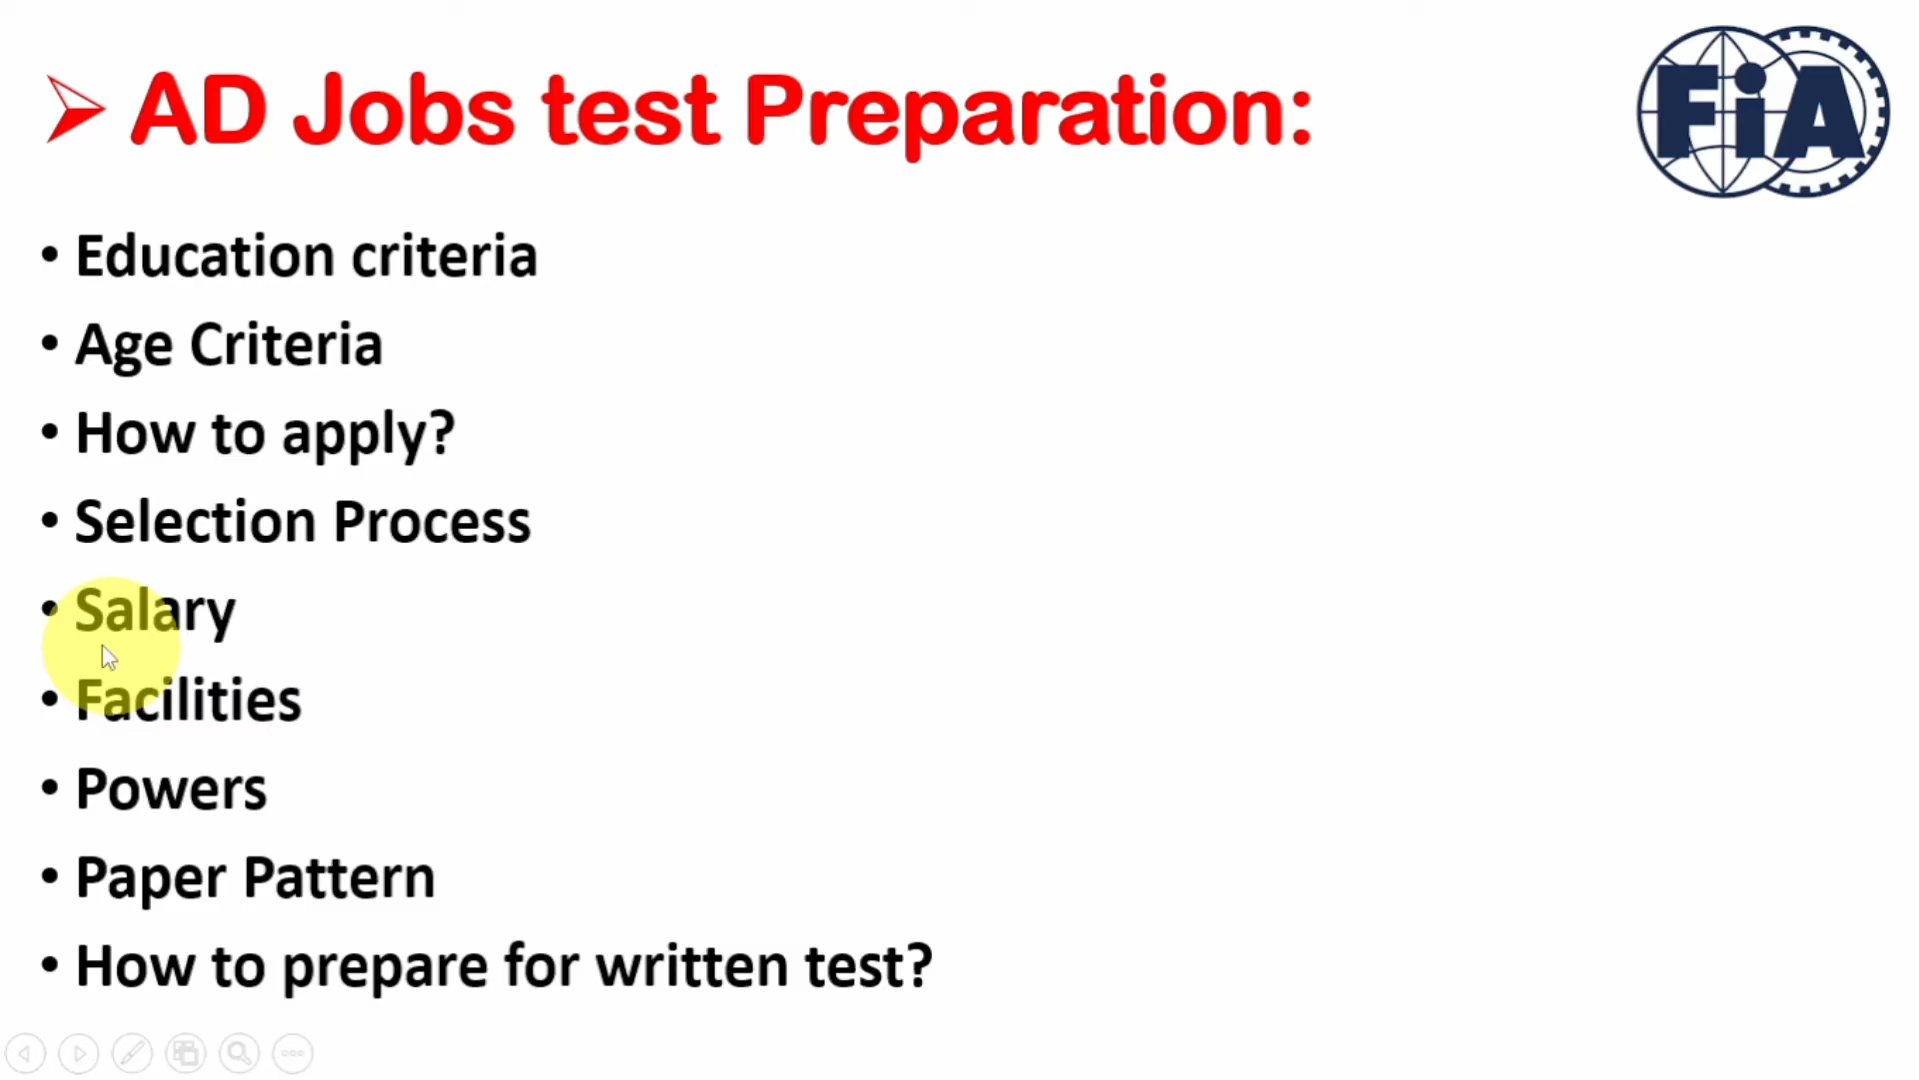 ➢ AD Jobs test Preparation:
FiA
• Education criteria
• Age Criteria
• How to apply?
• Selection Process
• Salary
• Facilities
• Powers
• Paper Pattern
• How to prepare for written test?